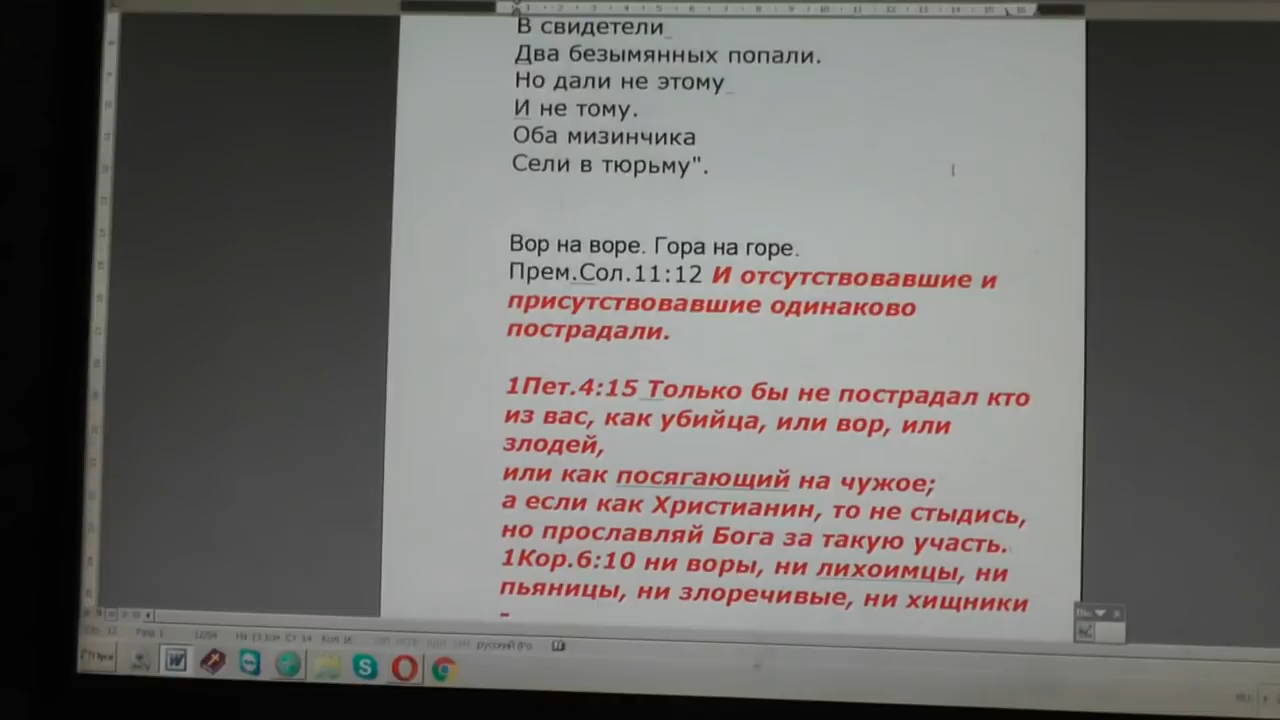 В свидетели
Два безымянных попали.
Но дали не этому
И не тому.
Оба мизинчика
Сели в тюрьму".
Вор на воре. Гора на горе.
Прем.Сол.11:12 И отсутствовавшие и
присутствовавшие одинаково
пострадали.
1Пет.4:15 Только бы не пострадал кто
из вас, как убийца, или вор, или
злодей,
или как посягающий на чужое;
а если как Христианин, то не стыдись,
но прославляй Бога за такую участь.
1Кор.6:10 ни воры, ни лихоимцы, ни
пьяницы, ни злоречивые, ни хищники
-